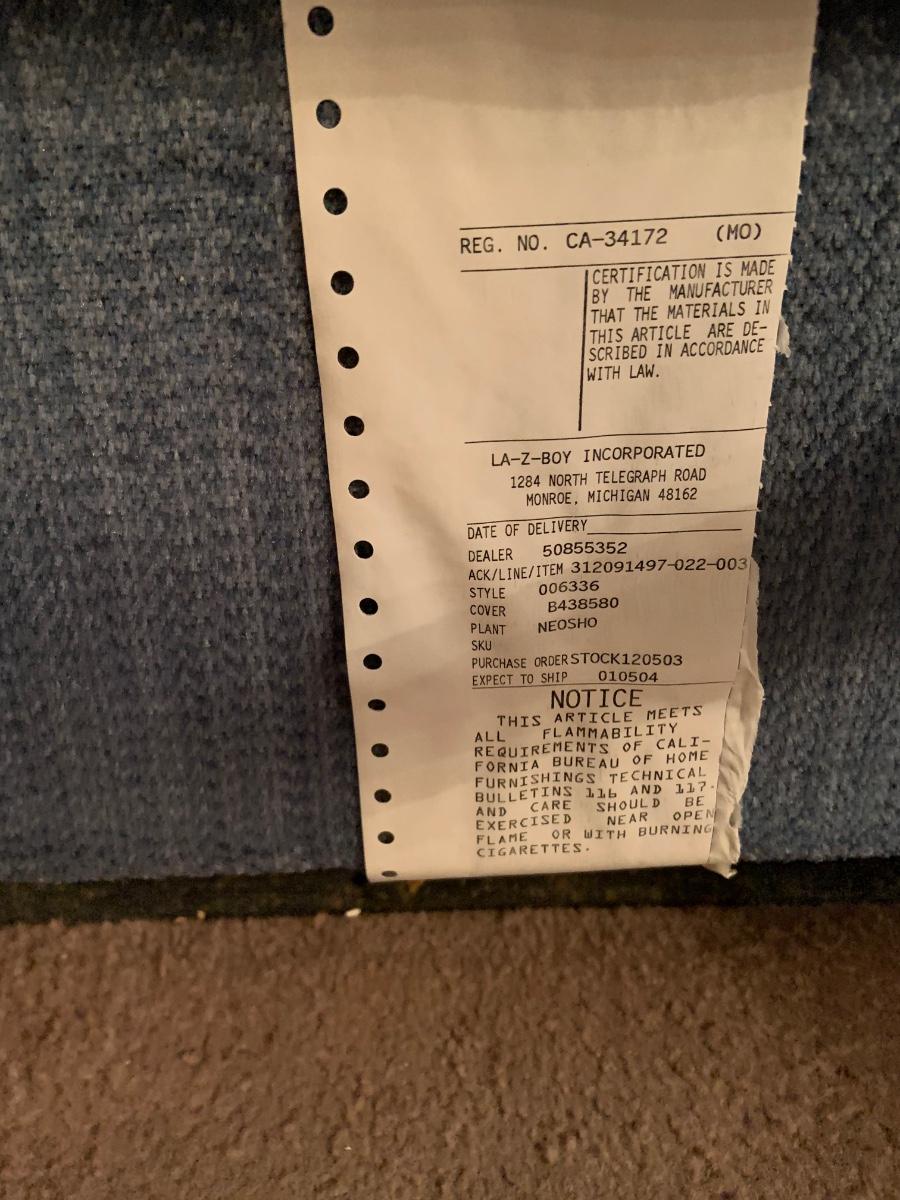 REG. NO. CA-34172 (MO)
CERTIFICATION IS MADE
BY THE MANUFACTURER
THAT THE MATERIALS IN
THIS ARTICLE ARE DE-
SCRIBED IN ACCORDANCE
WITH LAW.
LA-Z-BOY INCORPORATED
1284 NORTH TELEGRAPH ROAD
MONROE, MICHIGAN 48162
DATE OF DELIVERY
DEALER 50855352
ACK/LINE/ITEM 312091497-022-003
STYLE 006336
COVER B438580
PLANT NEOSHO
SKU
PURCHASE ORDER STOCK120503
EXPECT TO SHIP 010504
NOTICE
THIS ARTICLE MEETS
ALL FLAMMABILITY
REQUIREMENTS OF CALI-
FORNIA BUREAU OF HOME
FURNISHINGS TECHNICAL
BULLETINS 116 AND 117.
AND CARE SHOULD BE
EXERCISED NEAR OPEN
FLAME OR WITH BURNING
CIGARETTES.